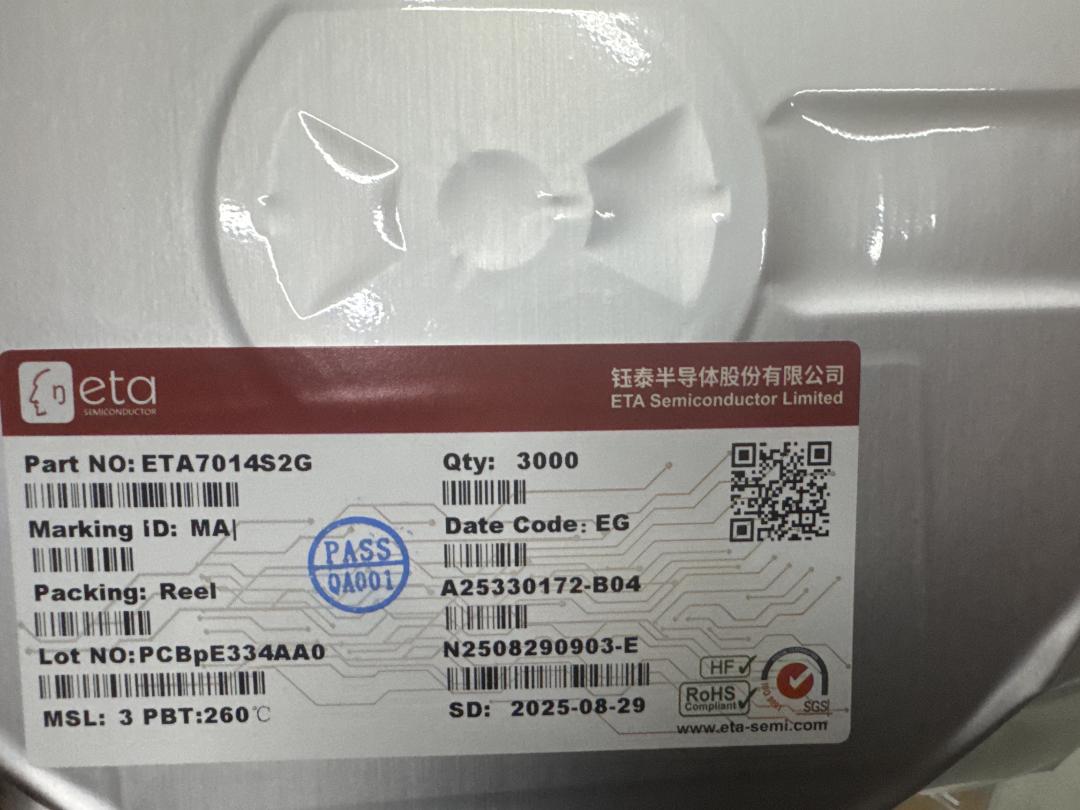 eta
SEMICONDUCTOR
钰泰半导体股份有限公司
ETA Semiconductor Limited
Part NO: ETA7014S2G
Qty: 3000
Marking iD: MA|
Date Code: EG
PASS
QA001
Packing: Reel
A25330172-B04
Lot NO:PCBpE334AA0
N2508290903-E
MSL: 3 PBT:260℃
SD: 2025-08-29
HF
RoHS
Compliant
SGS
www.eta-semi.com